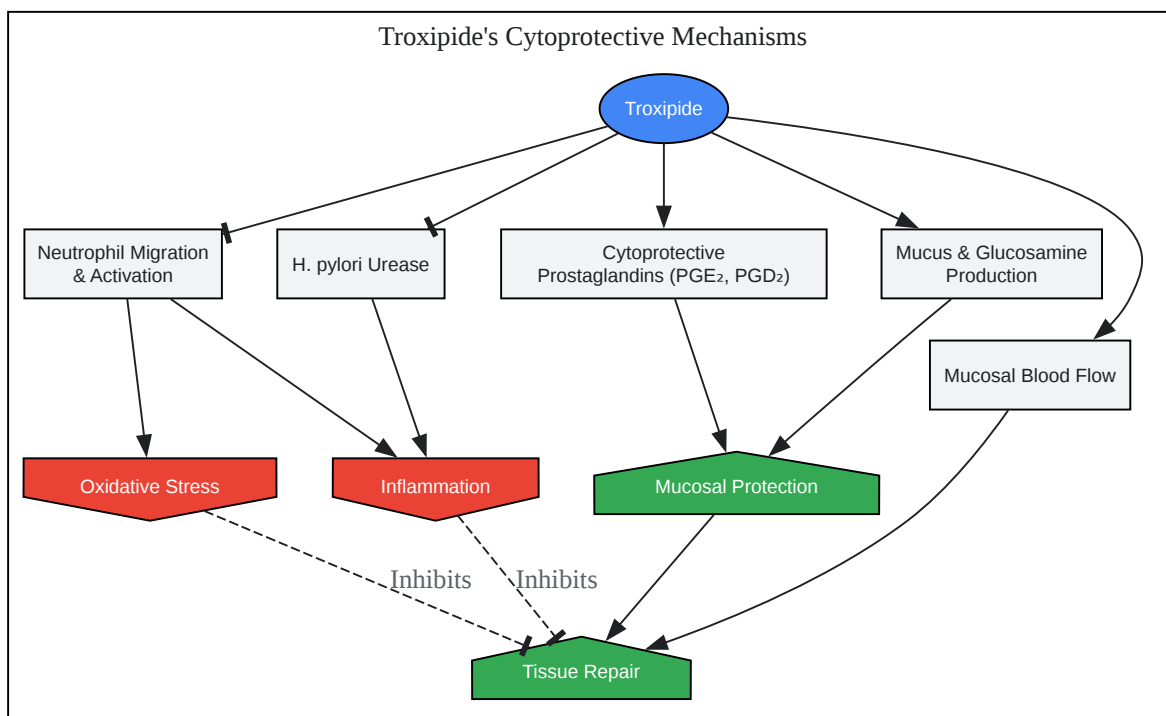 Troxipide's Cytoprotective Mechanisms
Troxipide
Neutrophil Migration
& Activation
H. pylori Urease
Cytoprotective
Prostaglandins (PGE₂, PGD₂)
Mucus & Glucosamine
Production
Mucosal Blood Flow
Oxidative Stress
Inflammation
Mucosal Protection
Inhibits
Inhibits
Tissue Repair